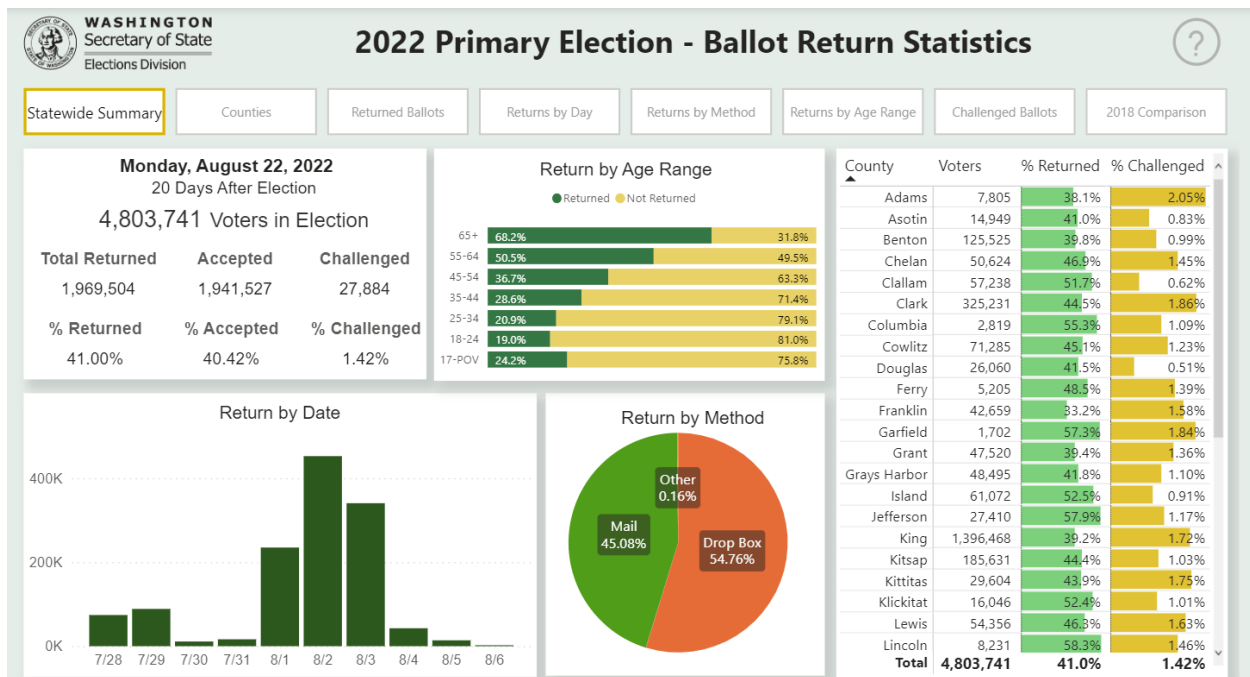 WASHINGTON
Secretary of State
Elections Division
2022 Primary Election - Ballot Return Statistics
?
Statewide Summary
Counties
Returned Ballots
Returns by Day
Returns by Method
Returns by Age Range
Challenged Ballots
2018 Comparison
Monday, August 22, 2022
20 Days After Election
4,803,741 Voters in Election
Total Returned Accepted Challenged
1,969,504 1,941,527 27,884
% Returned % Accepted % Challenged
41.00% 40.42% 1.42%
Return by Age Range
Returned Not Returned
65+ 68.2% 31.8%
55-64 50.5% 49.5%
45-54 36.7% 63.3%
35-44 28.6% 71.4%
25-34 20.9% 79.1%
18-24 19.0% 81.0%
17-POV 24.2% 75.8%
Return by Date
400K
200K
0K
7/28 7/29 7/30 7/31 8/1 8/2 8/3 8/4 8/5 8/6
Return by Method
Other
0.16%
Mail
45.08%
Drop Box
54.76%
County Voters % Returned % Challenged
Adams 7,805 38.1% 2.05%
Asotin 14,949 41.0% 0.83%
Benton 125,525 39.8% 0.99%
Chelan 50,624 46.9% 1.45%
Clallam 57,238 51.7% 0.62%
Clark 325,231 44.5% 1.86%
Columbia 2,819 55.3% 1.09%
Cowlitz 71,285 45.1% 1.23%
Douglas 26,060 41.5% 0.51%
Ferry 5,205 48.5% 1.39%
Franklin 42,659 33.2% 1.58%
Garfield 1,702 57.3% 1.84%
Grant 47,520 39.4% 1.36%
Grays Harbor 48,495 41.8% 1.10%
Island 61,072 52.5% 0.91%
Jefferson 27,410 57.9% 1.17%
King 1,396,468 39.2% 1.72%
Kitsap 185,631 44.4% 1.03%
Kittitas 29,604 43.9% 1.75%
Klickitat 16,046 52.4% 1.01%
Lewis 54,356 46.3% 1.63%
Lincoln 8,231 58.3% 1.46%
Total 4,803,741 41.0% 1.42%